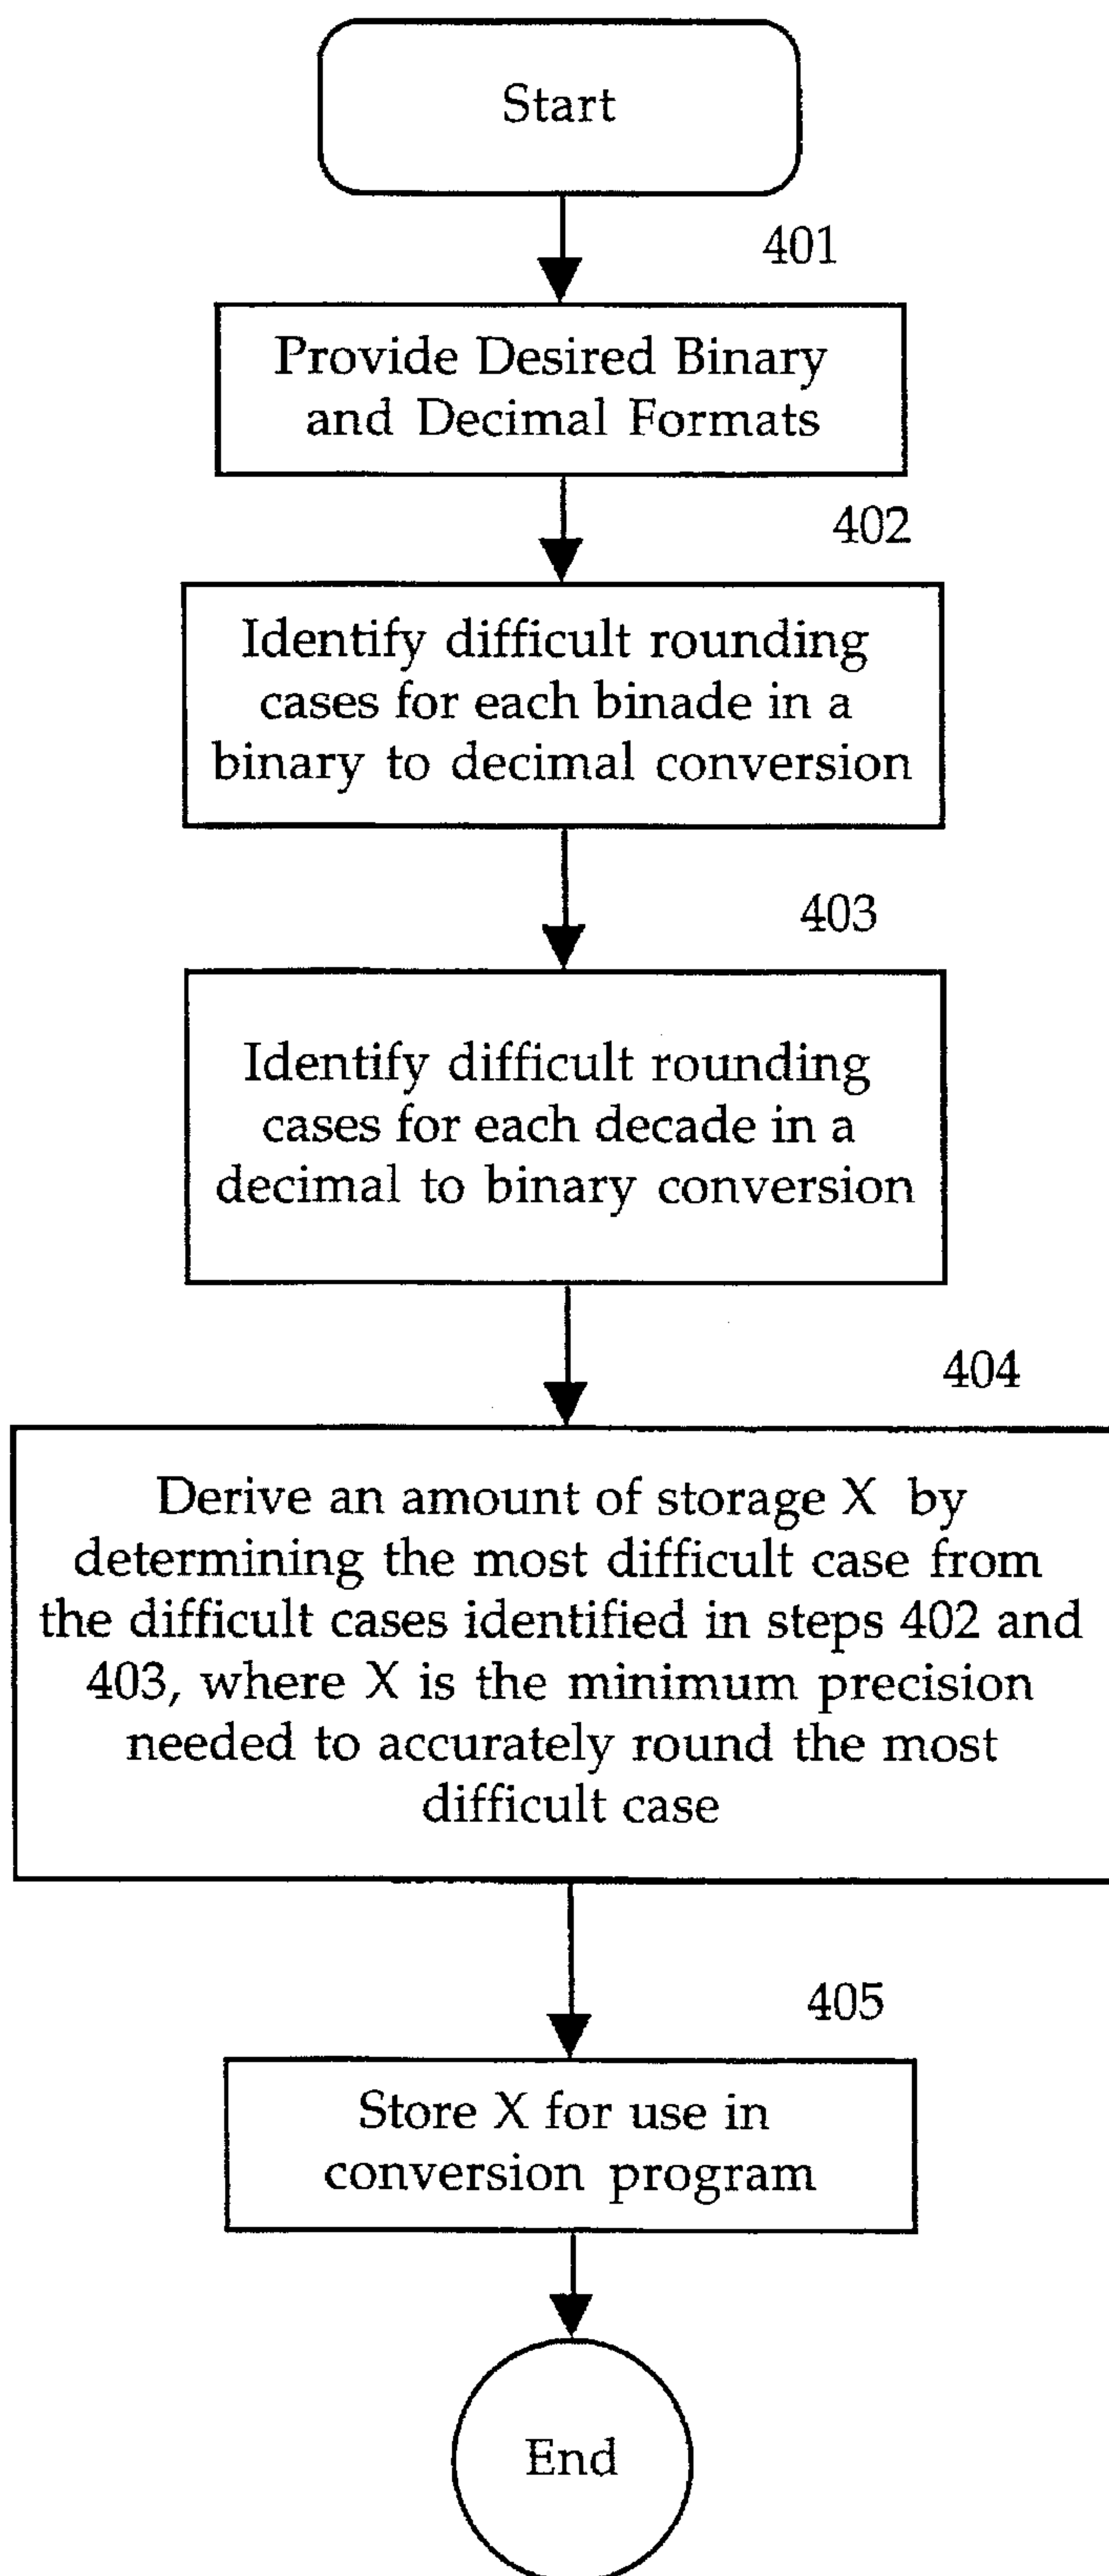 Start
401
Provide Desired Binary
and Decimal Formats
402
Identify difficult rounding
cases for each binade in a
binary to decimal conversion
403
Identify difficult rounding
cases for each decade in a
decimal to binary conversion
404
Derive an amount of storage X by
determining the most difficult case from
the difficult cases identified in steps 402 and
403, where X is the minimum precision
needed to accurately round the most
difficult case
405
Store X for use in
conversion program
End